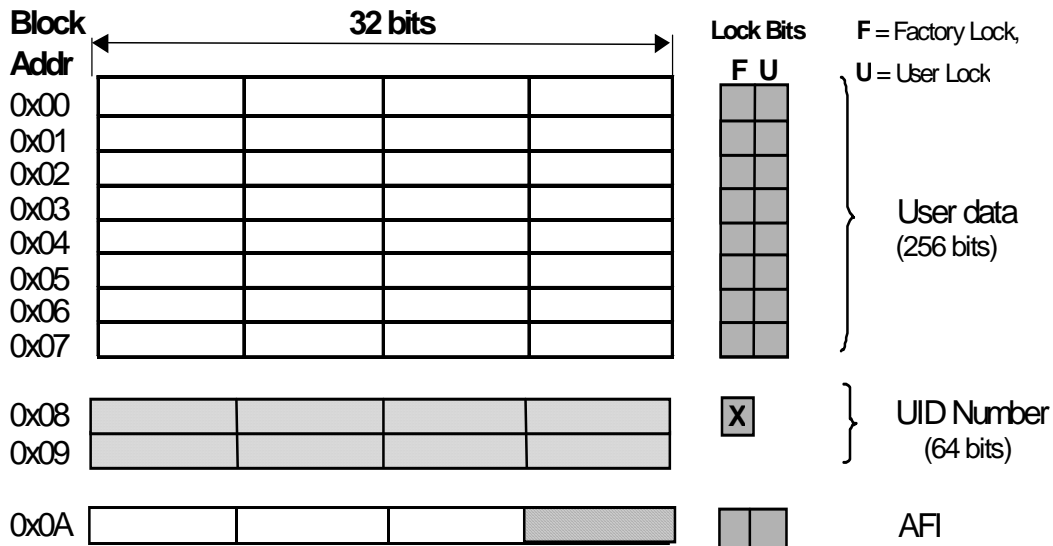 Block 32 bits Lock Bits F = Factory Lock,
Addr F U U = User Lock
0x00
0x01
0x02
0x03
0x04 User data
0x05 (256 bits)
0x06
0x07
0x08 X UID Number
0x09 (64 bits)
0x0A AFI